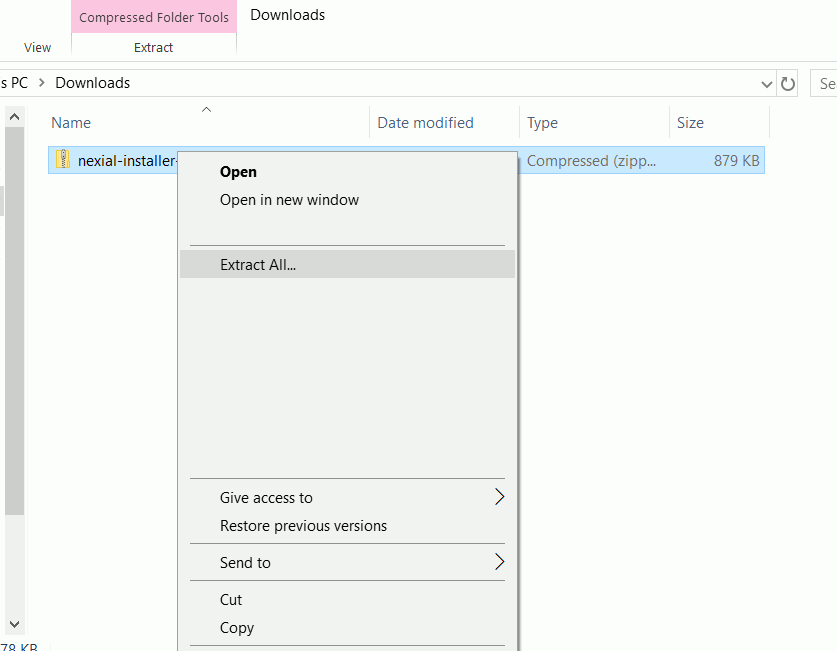 Compressed Folder Tools
Downloads
View
Extract
s PC > Downloads
Se
Name
Date modified
Type
Size
nexial-installer-
Compressed (zipp...
879 KB
Open
Open in new window
Extract All...
Give access to
Restore previous versions
Send to
Cut
Copy
78 KB